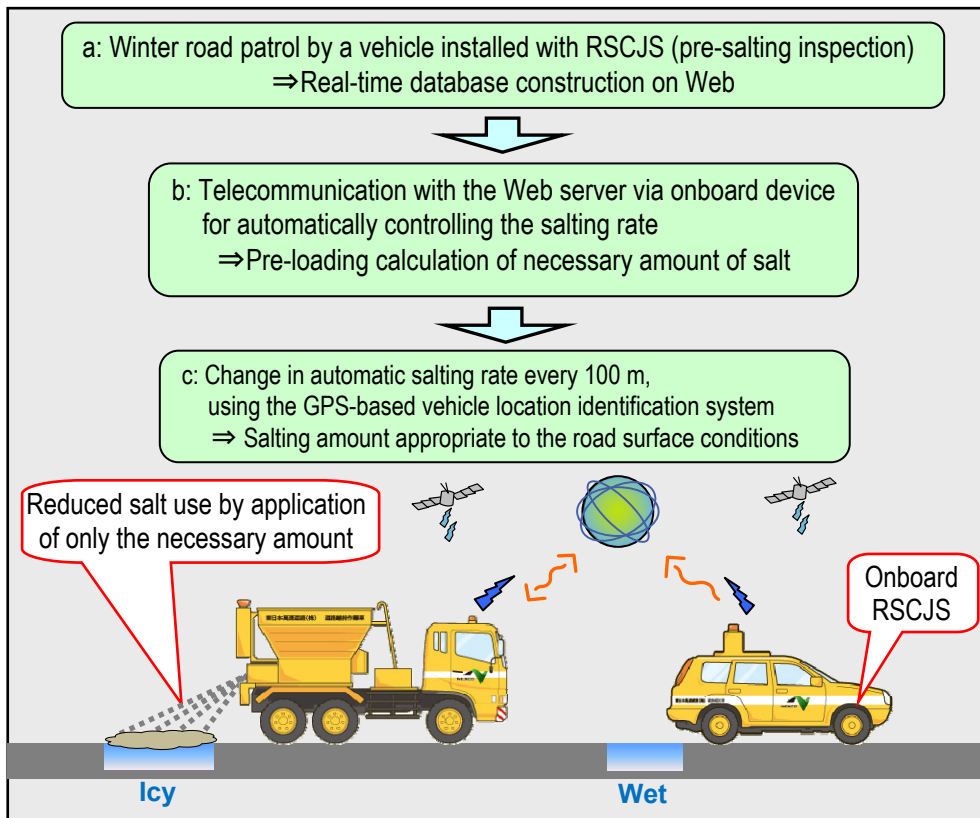 a: Winter road patrol by a vehicle installed with RSCJS (pre-salting inspection)
⇒Real-time database construction on Web
b: Telecommunication with the Web server via onboard device
for automatically controlling the salting rate
⇒Pre-loading calculation of necessary amount of salt
c: Change in automatic salting rate every 100 m,
using the GPS-based vehicle location identification system
⇒ Salting amount appropriate to the road surface conditions
Reduced salt use by application
of only the necessary amount
Onboard
RSCJS
NEXCO
Icy
Wet